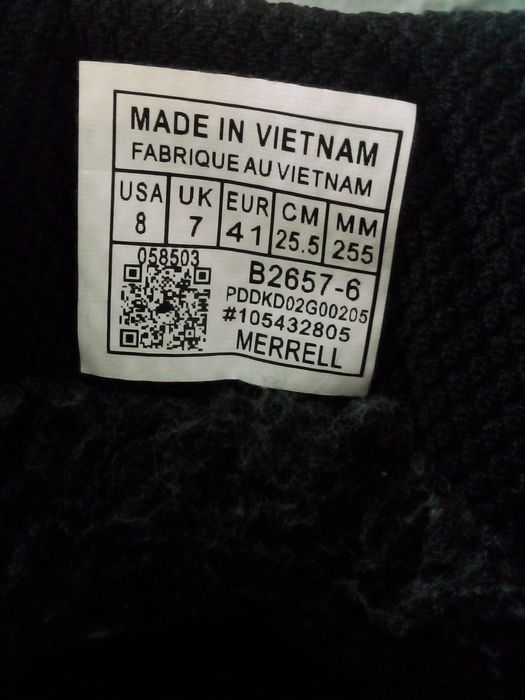 MADE IN VIETNAM
FABRIQUE AU VIETNAM
USA UK EUR CM MM
8 7 41 25.5 255
058503
B2657-6
PDDKD02G00205
#105432805
MERRELL